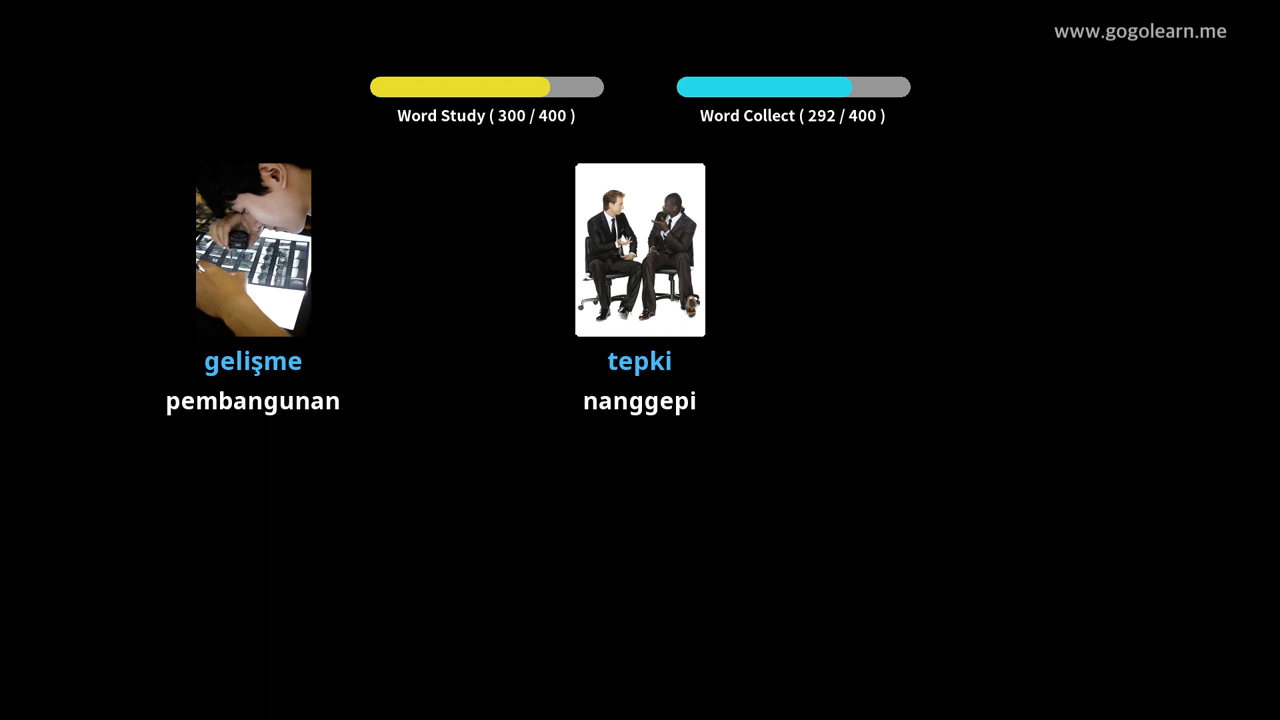 www.gogolearn.me
Word Study ( 300 / 400 )
Word Collect ( 292 / 400 )
gelişme
pembangunan
tepki
nanggepi